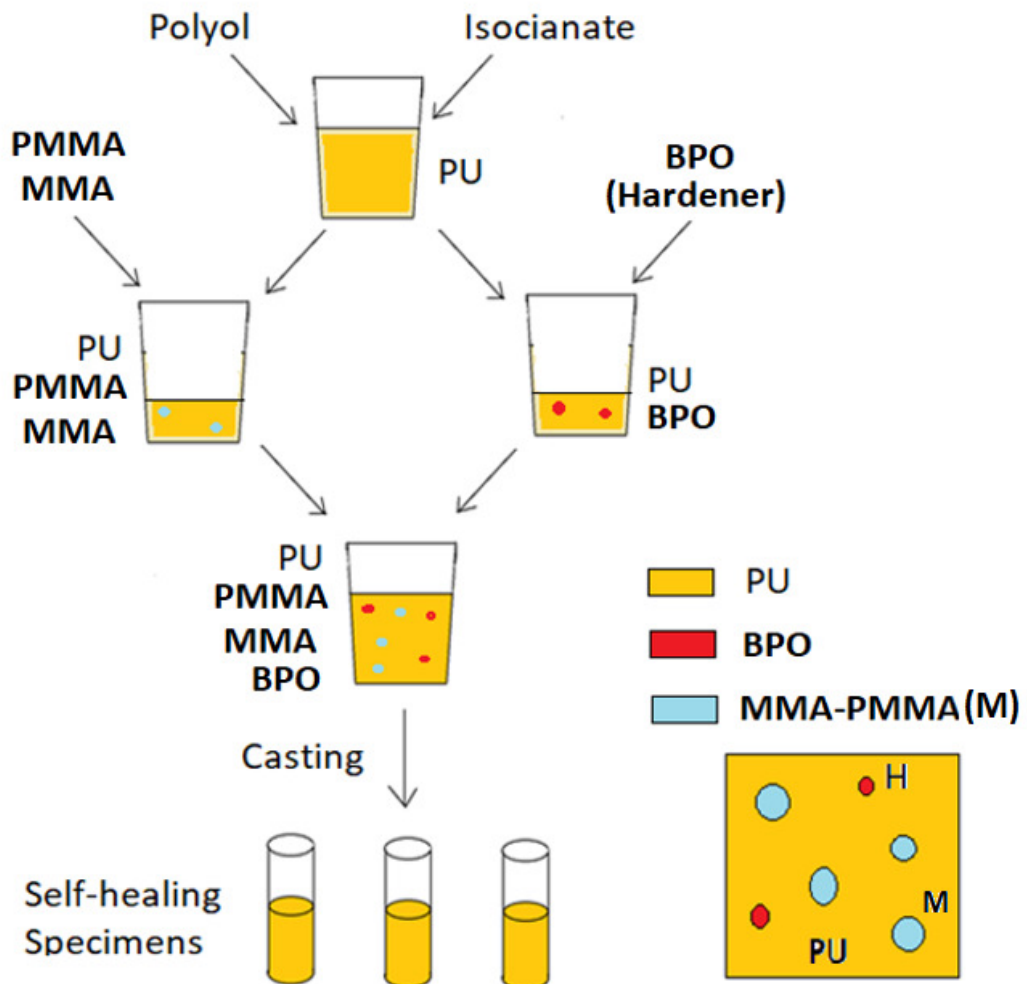 Polyol
Isocianate
PMMA
MMA
PU
BPO
(Hardener)
PU
PMMA
MMA
PU
BPO
PU
PMMA
MMA
BPO
PU
BPO
MMA-PMMA(M)
Casting
H
M
PU
Self-healing
Specimens